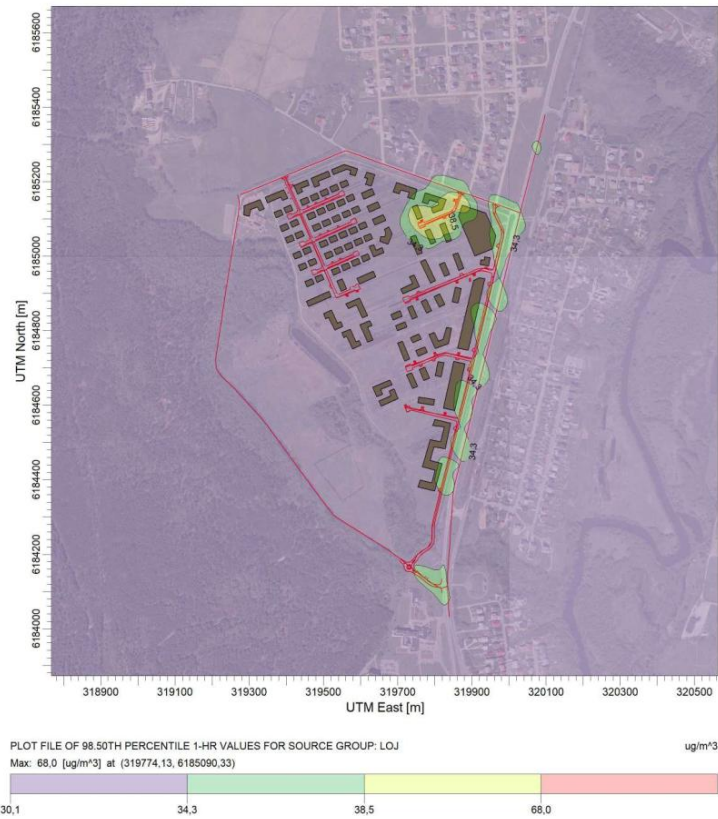 UTM North [m]
6185600
6185400
6185200
6185000
6184800
6184600
6184400
6184200
6184000
38,5
34,3
34,3
34,3
318900 319100 319300 319500 319700 319900 320100 320300 320500
UTM East [m]
PLOT FILE OF 98.50TH PERCENTILE 1-HR VALUES FOR SOURCE GROUP: LOJ ug/m^3
Max: 68,0 [ug/m^3] at (319774,13, 6185090,33)
30,1 34,3 38,5 68,0